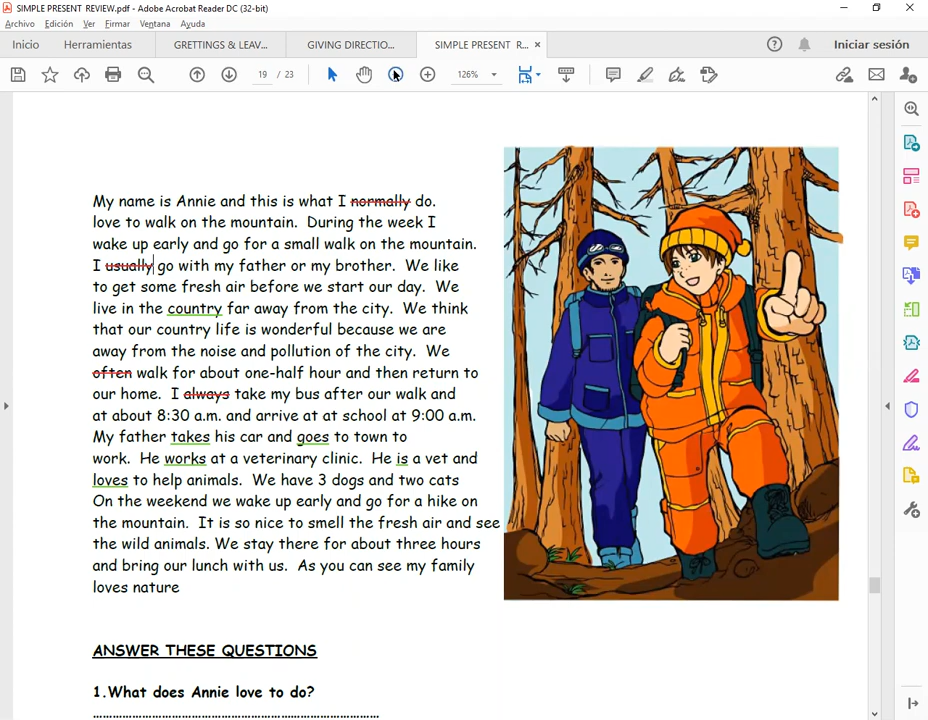 SIMPLE PRESENT REVIEW.pdf - Adobe Acrobat Reader DC (32-bit)
Archivo Edición Ver Firmar Ventana Ayuda
Inicio Herramientas GRETTINGS & LEAV... GIVING DIRECTIO... SIMPLE PRESENT R... Iniciar sesión
19 / 23 126%
My name is Annie and this is what I normally do.
love to walk on the mountain. During the week I
wake up early and go for a small walk on the mountain.
I usually go with my father or my brother. We like
to get some fresh air before we start our day. We
live in the country far away from the city. We think
that our country life is wonderful because we are
away from the noise and pollution of the city. We
often walk for about one-half hour and then return to
our home. I always take my bus after our walk and
at about 8:30 a.m. and arrive at at school at 9:00 a.m.
My father takes his car and goes to town to
work. He works at a veterinary clinic. He is a vet and
loves to help animals. We have 3 dogs and two cats
On the weekend we wake up early and go for a hike on
the mountain. It is so nice to smell the fresh air and see
the wild animals. We stay there for about three hours
and bring our lunch with us. As you can see my family
loves nature
ANSWER THESE QUESTIONS
1.What does Annie love to do?